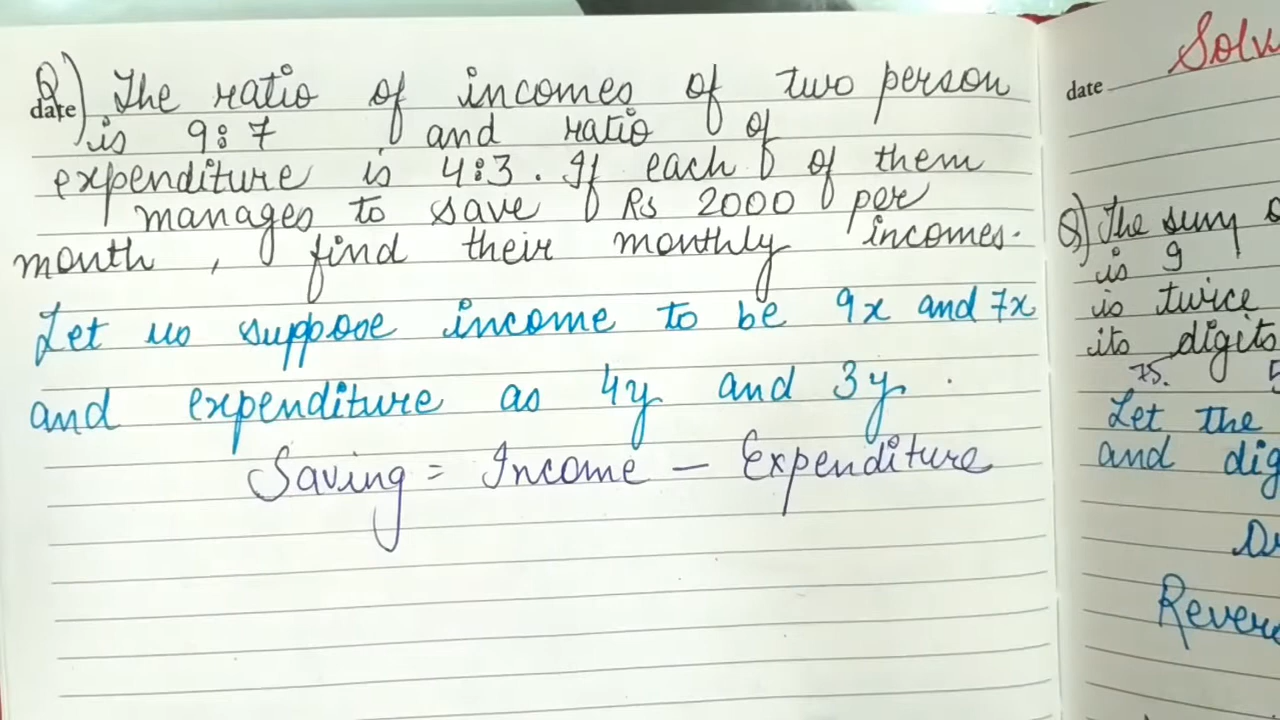 Q) The ratio of incomes of two person
date
is 9:7 and ratio of
expenditure is 4:3. If each of them
manages to save Rs 2000 per
month, find their monthly incomes.
Let us suppose income to be 9x and 7x
and expenditure as 4y and 3y.
Saving = Income - Expenditure
Solv
date
Q) The sum o
is 9
is twice
its digits
75. 5
Let the
and dig
Revers